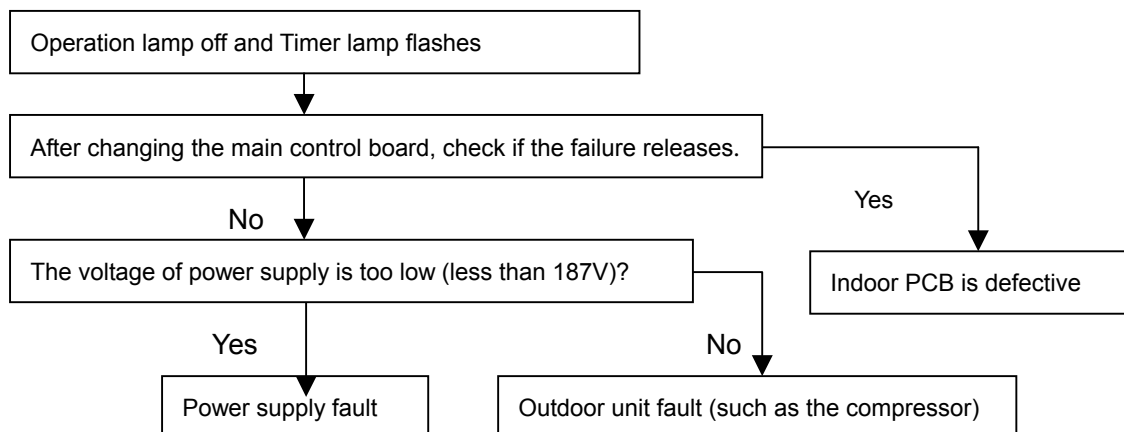 Operation lamp off and Timer lamp flashes
After changing the main control board, check if the failure releases.
Yes
No
The voltage of power supply is too low (less than 187V)?
Indoor PCB is defective
Yes
No
Power supply fault
Outdoor unit fault (such as the compressor)